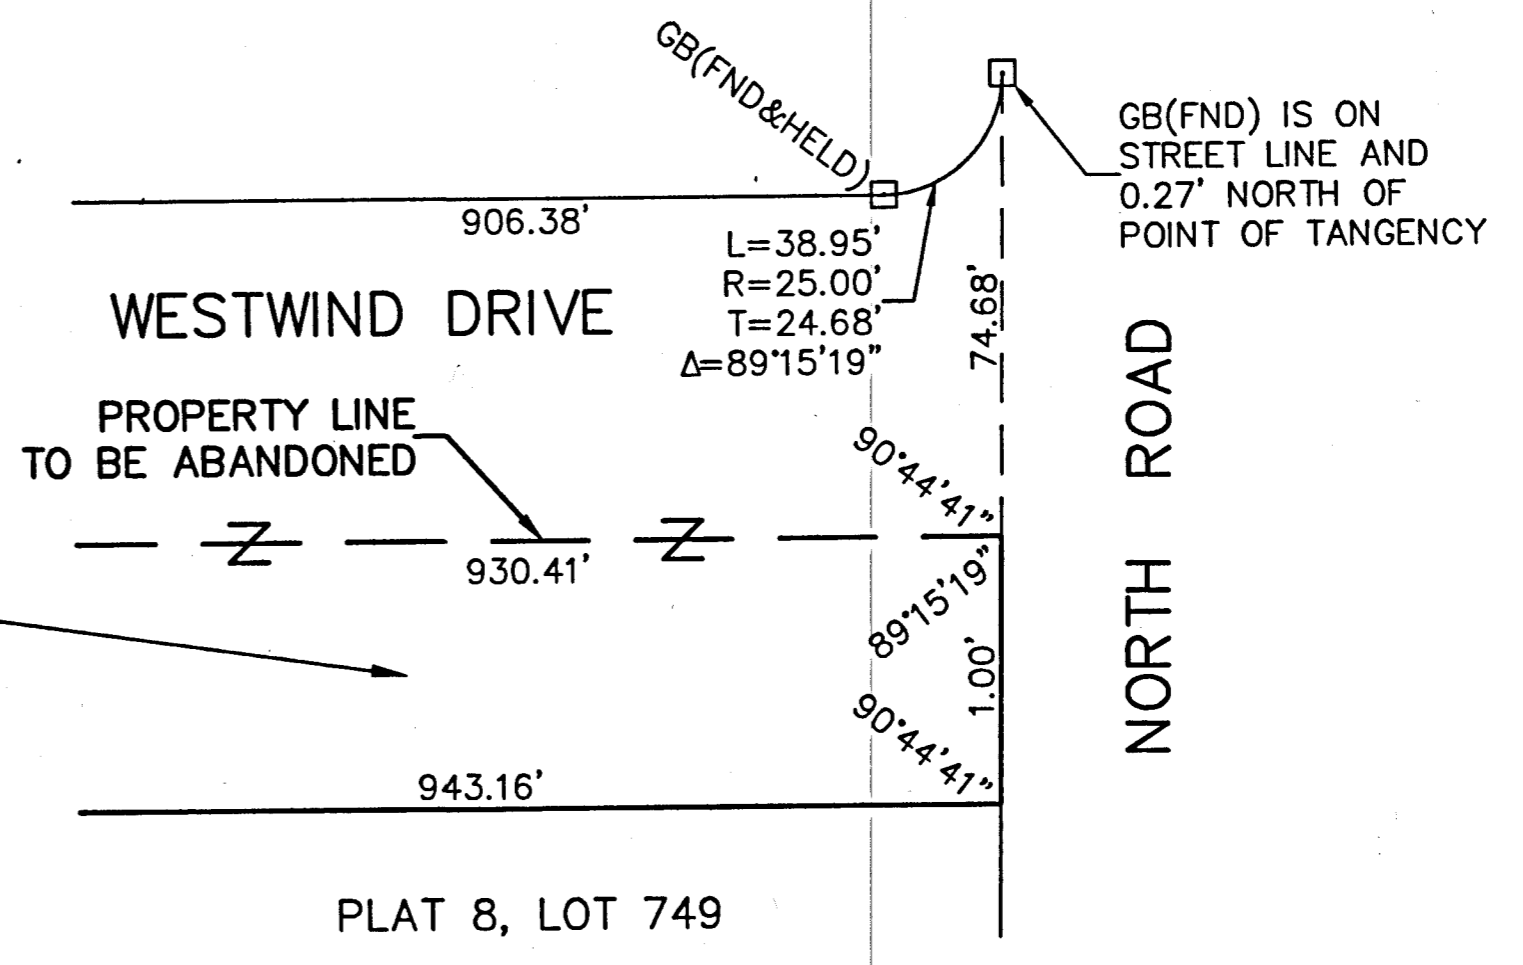 GB(FND&HELD)
GB(FND) IS ON
STREET LINE AND
0.27' NORTH OF
POINT OF TANGENCY
906.38'
L=38.95'
R=25.00'
T=24.68'
Δ=89°15'19"
74.68'
WESTWIND DRIVE
PROPERTY LINE
TO BE ABANDONED
90°44'41"
930.41'
89°15'19"
1.00'
90°44'41"
NORTH ROAD
943.16'
PLAT 8, LOT 749